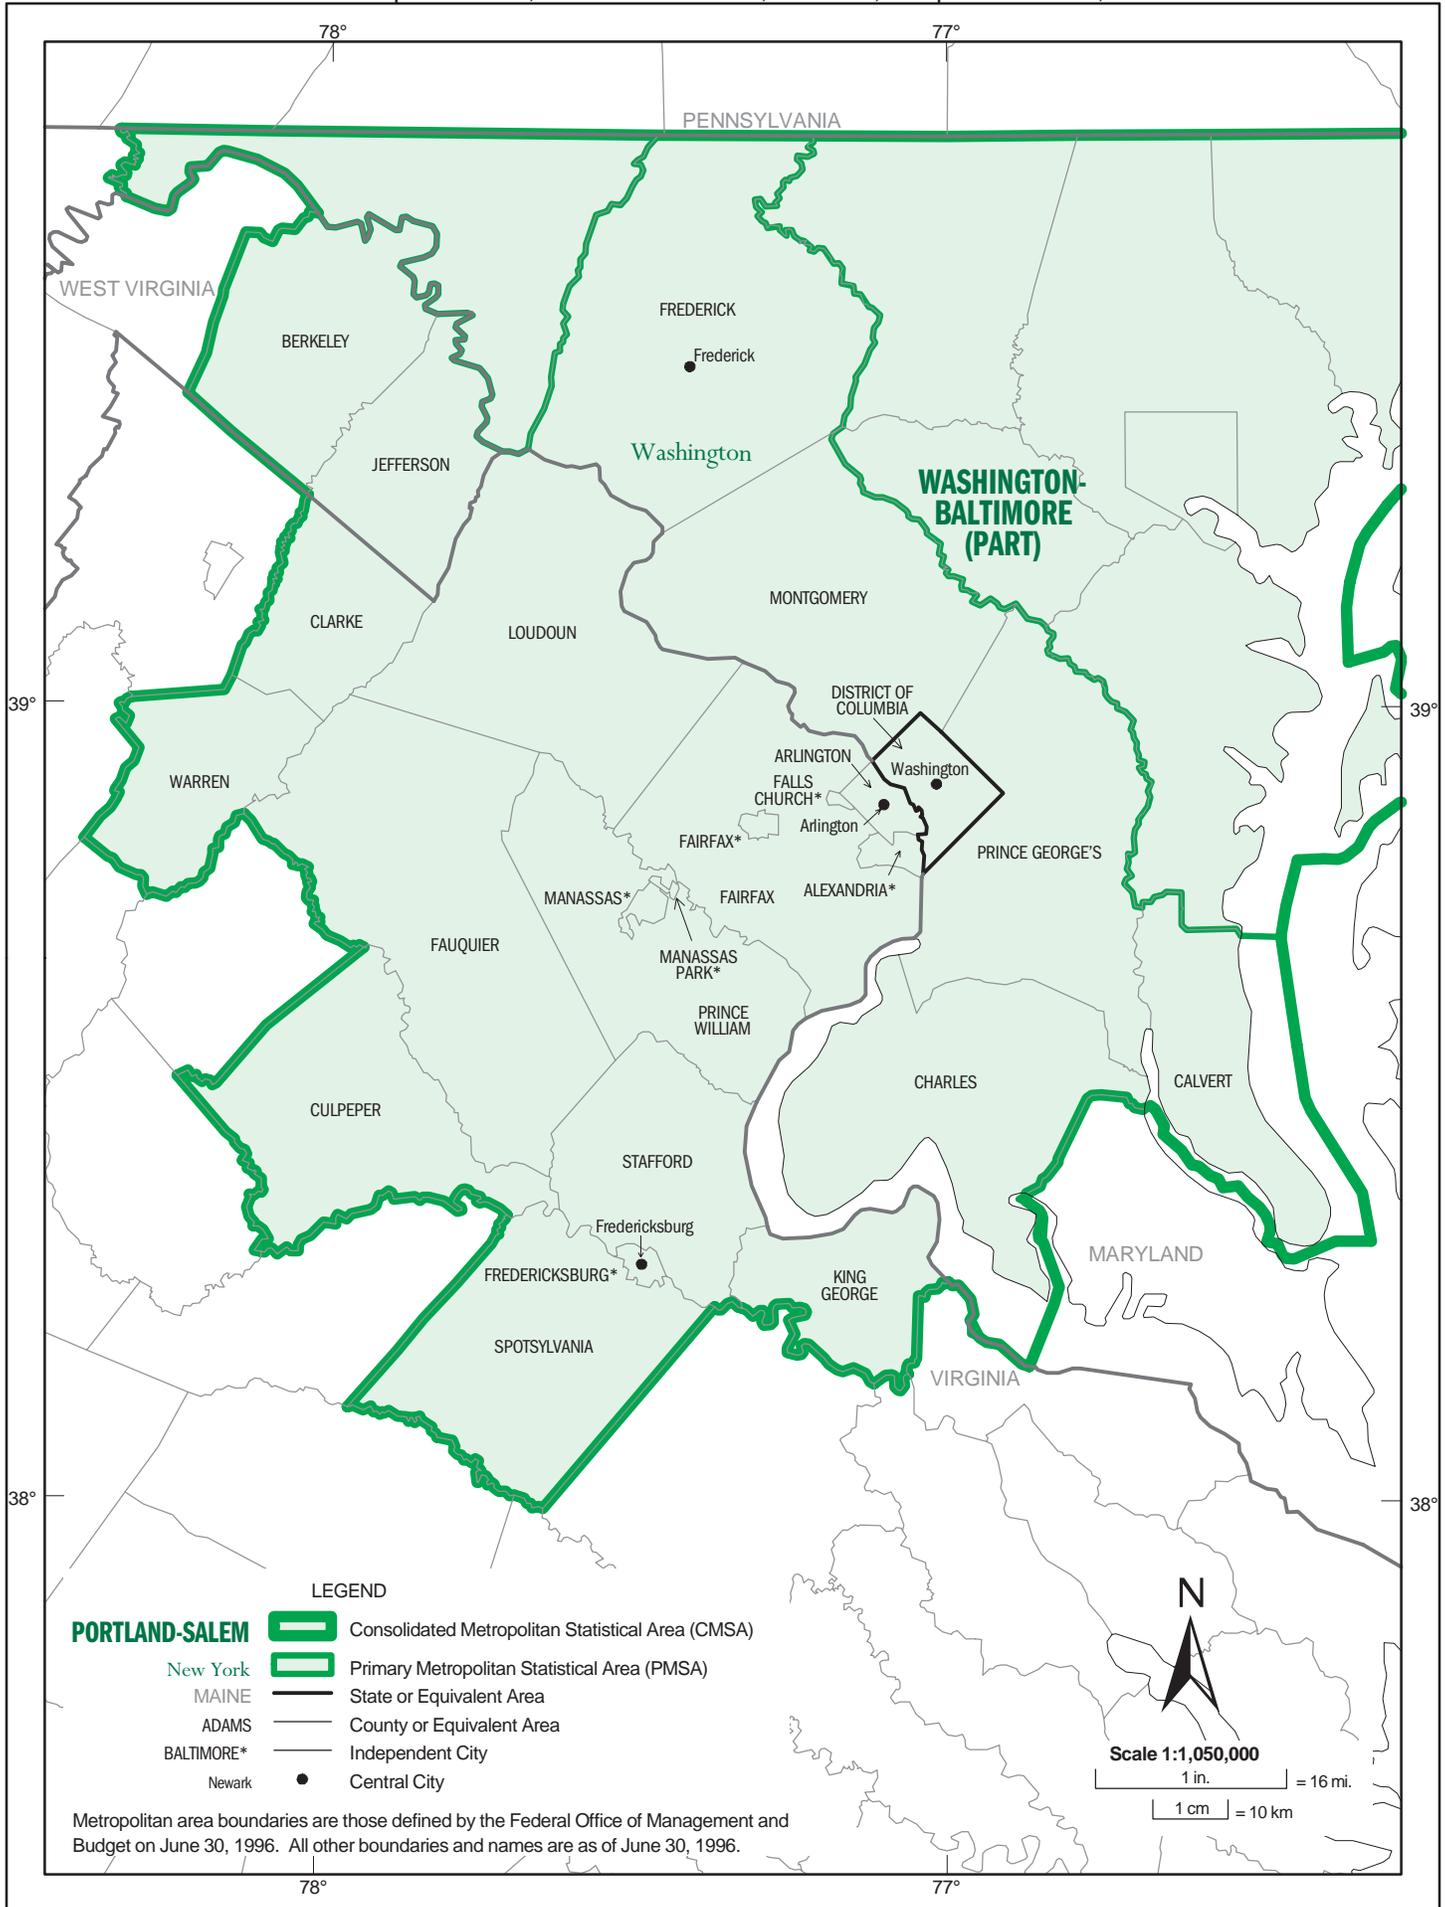 78°
77°
PENNSYLVANIA
WEST VIRGINIA
FREDERICK
BERKELEY
Frederick
Washington
JEFFERSON
WASHINGTON-
BALTIMORE
(PART)
MONTGOMERY
CLARKE
LOUDOUN
39°
39°
DISTRICT OF
COLUMBIA
ARLINGTON
Washington
WARREN
FALLS
CHURCH*
Arlington
FAIRFAX*
PRINCE GEORGE'S
ALEXANDRIA*
MANASSAS*
FAIRFAX
FAUQUIER
MANASSAS
PARK*
PRINCE
WILLIAM
CHARLES
CALVERT
CULPEPER
STAFFORD
Fredericksburg
MARYLAND
FREDERICKSBURG*
KING
GEORGE
SPOTSYLVANIA
VIRGINIA
38°
38°
LEGEND
PORTLAND-SALEM Consolidated Metropolitan Statistical Area (CMSA)
New York Primary Metropolitan Statistical Area (PMSA)
MAINE State or Equivalent Area
ADAMS County or Equivalent Area
BALTIMORE* Independent City
Newark Central City
Metropolitan area boundaries are those defined by the Federal Office of Management and
Budget on June 30, 1996. All other boundaries and names are as of June 30, 1996.
N
Scale 1:1,050,000
1 in. = 16 mi.
1 cm = 10 km
78°
77°